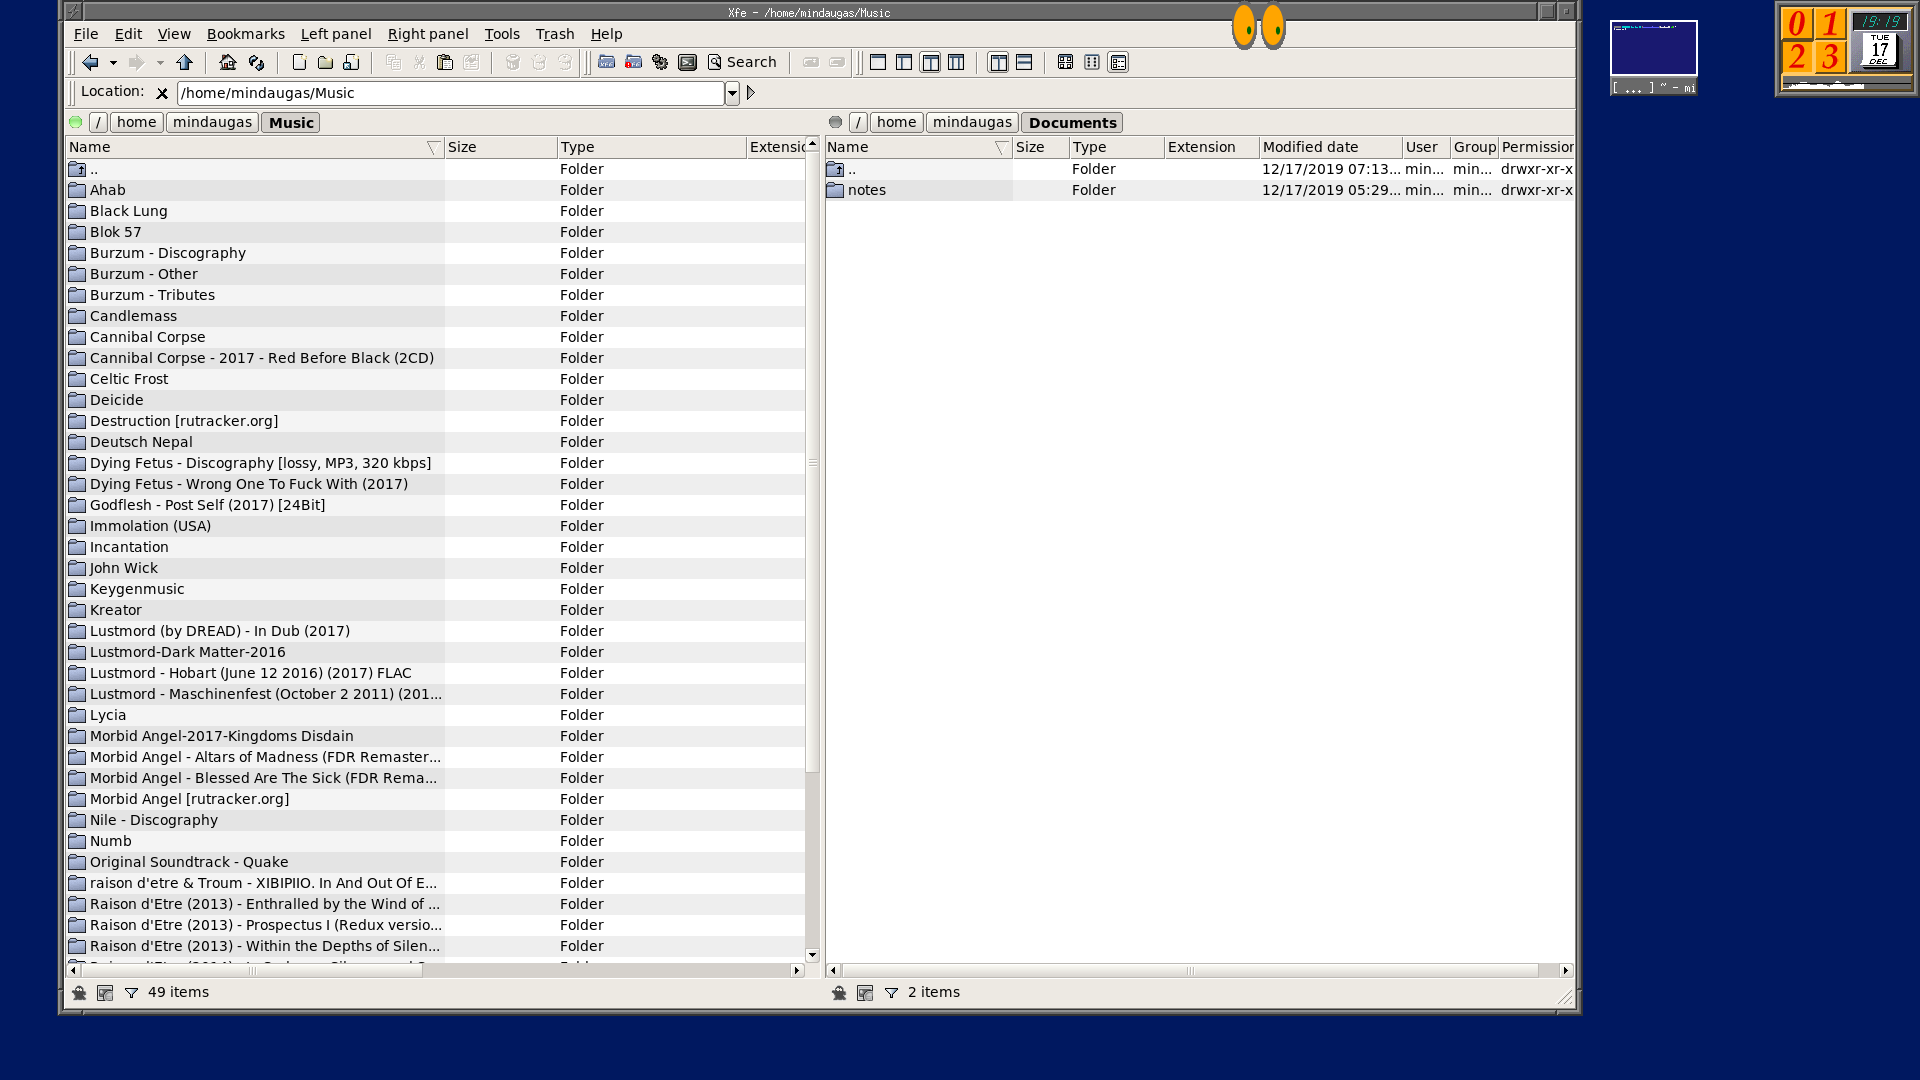 Xfe - /home/mindaugas/Music
File Edit View Bookmarks Left panel Right panel Tools Trash Help
Search
Location: /home/mindaugas/Music
/ home mindaugas Music
Name Size Type Extensio
.. Folder
Ahab Folder
Black Lung Folder
Blok 57 Folder
Burzum - Discography Folder
Burzum - Other Folder
Burzum - Tributes Folder
Candlemass Folder
Cannibal Corpse Folder
Cannibal Corpse - 2017 - Red Before Black (2CD) Folder
Celtic Frost Folder
Deicide Folder
Destruction [rutracker.org] Folder
Deutsch Nepal Folder
Dying Fetus - Discography [lossy, MP3, 320 kbps] Folder
Dying Fetus - Wrong One To Fuck With (2017) Folder
Godflesh - Post Self (2017) [24Bit] Folder
Immolation (USA) Folder
Incantation Folder
John Wick Folder
Keygenmusic Folder
Kreator Folder
Lustmord (by DREAD) - In Dub (2017) Folder
Lustmord-Dark Matter-2016 Folder
Lustmord - Hobart (June 12 2016) (2017) FLAC Folder
Lustmord - Maschinenfest (October 2 2011) (201... Folder
Lycia Folder
Morbid Angel-2017-Kingdoms Disdain Folder
Morbid Angel - Altars of Madness (FDR Remaster... Folder
Morbid Angel - Blessed Are The Sick (FDR Rema... Folder
Morbid Angel [rutracker.org] Folder
Nile - Discography Folder
Numb Folder
Original Soundtrack - Quake Folder
raison d'etre & Troum - XIBIPIIO. In And Out Of E... Folder
Raison d'Etre (2013) - Enthralled by the Wind of ... Folder
Raison d'Etre (2013) - Prospectus I (Redux versio... Folder
Raison d'Etre (2013) - Within the Depths of Silen... Folder
49 items
/ home mindaugas Documents
Name Size Type Extension Modified date User Group Permission
.. Folder 12/17/2019 07:13... min... min... drwxr-xr-x
notes Folder 12/17/2019 05:29... min... min... drwxr-xr-x
2 items
[ ... ] ~ - mi
0 1
2 3
19:19
TUE
17
DEC